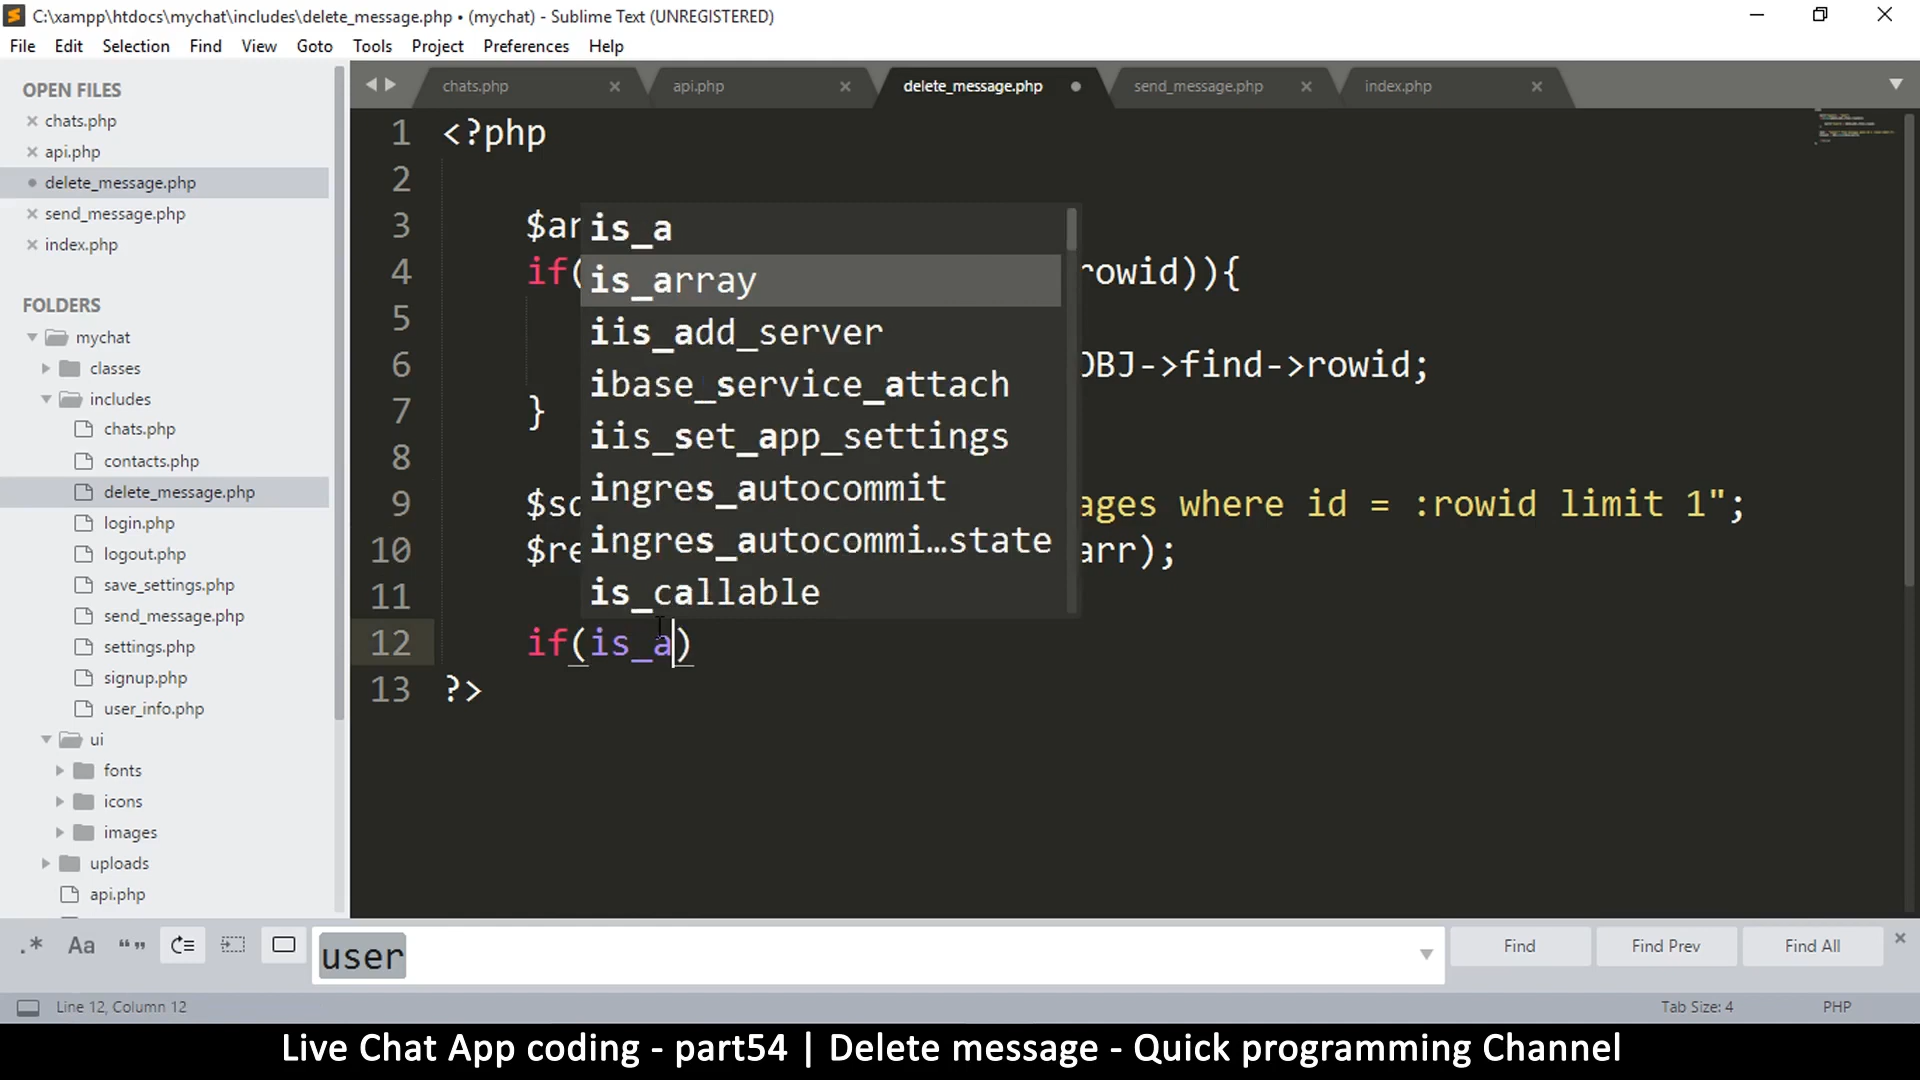 C:\xampp\htdocs\mychat\includes\delete_message.php • (mychat) - Sublime Text (UNREGISTERED)
File Edit Selection Find View Goto Tools Project Preferences Help
OPEN FILES
chats.php
api.php
delete_message.php
send_message.php
index.php
FOLDERS
mychat
classes
includes
chats.php
contacts.php
delete_message.php
login.php
logout.php
save_settings.php
send_message.php
settings.php
signup.php
user_info.php
ui
fonts
icons
images
uploads
api.php
chats.php api.php delete_message.php send_message.php index.php
1 <?php
2
3 $ar
4 if( rowid)){
5
6 OBJ->find->rowid;
7 }
8
9 $sq ages where id = :rowid limit 1";
10 $re arr);
11
12 if(is_a)
13 ?>
is_a
is_array
iis_add_server
ibase_service_attach
iis_set_app_settings
ingres_autocommit
ingres_autocommi…state
is_callable
.* Aa “” user Find Find Prev Find All
Line 12, Column 12 Tab Size: 4 PHP
Live Chat App coding - part54 | Delete message - Quick programming Channel